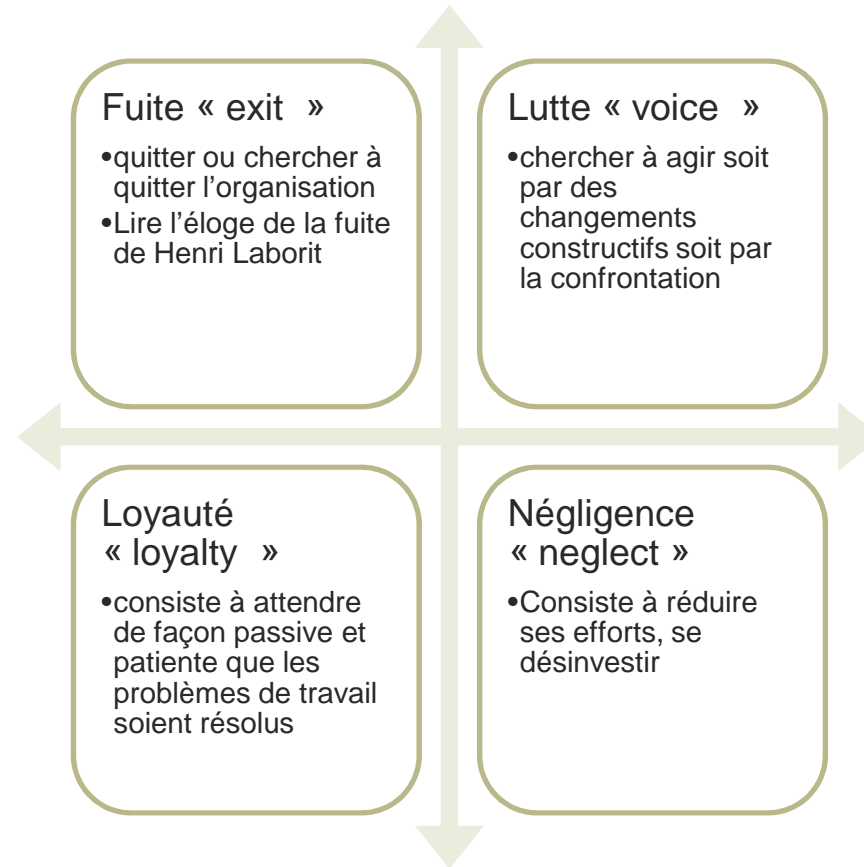 Fuite « exit »
•quitter ou chercher à
quitter l’organisation
•Lire l’éloge de la fuite
de Henri Laborit
Lutte « voice »
•chercher à agir soit
par des
changements
constructifs soit par
la confrontation
Loyauté
« loyalty »
•consiste à attendre
de façon passive et
patiente que les
problèmes de travail
soient résolus
Négligence
« neglect »
•Consiste à réduire
ses efforts, se
désinvestir